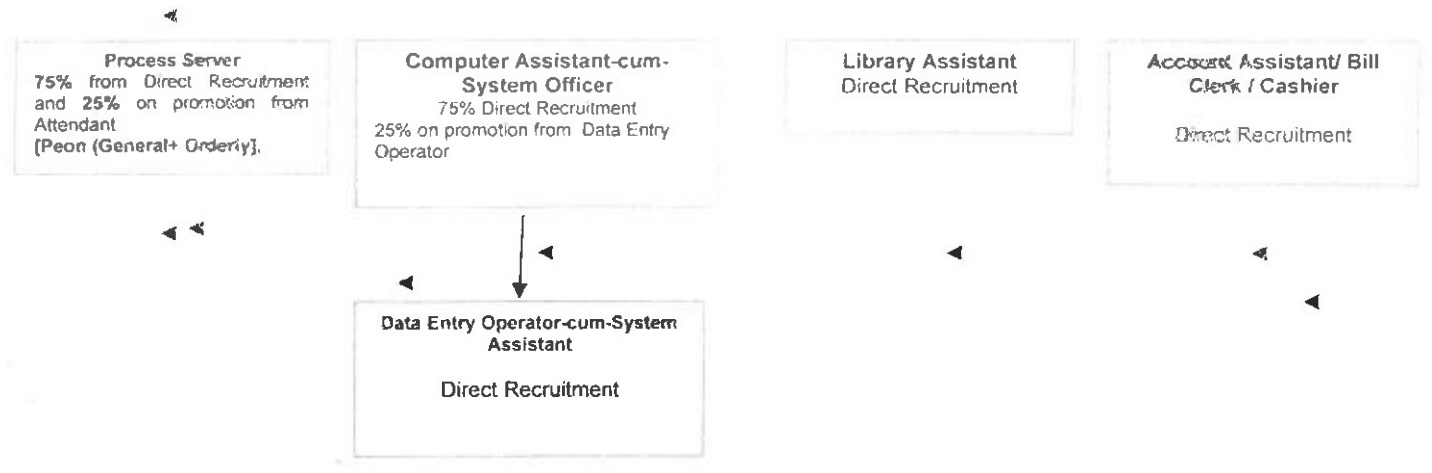 Process Server
75% from Direct Recruitment
and 25% on promotion from
Attendant
[Peon (General+ Orderly].
Computer Assistant-cum-
System Officer
75% Direct Recruitment
25% on promotion from Data Entry
Operator
Library Assistant
Direct Recruitment
Account Assistant/ Bill
Clerk / Cashier
Direct Recruitment
Data Entry Operator-cum-System
Assistant
Direct Recruitment